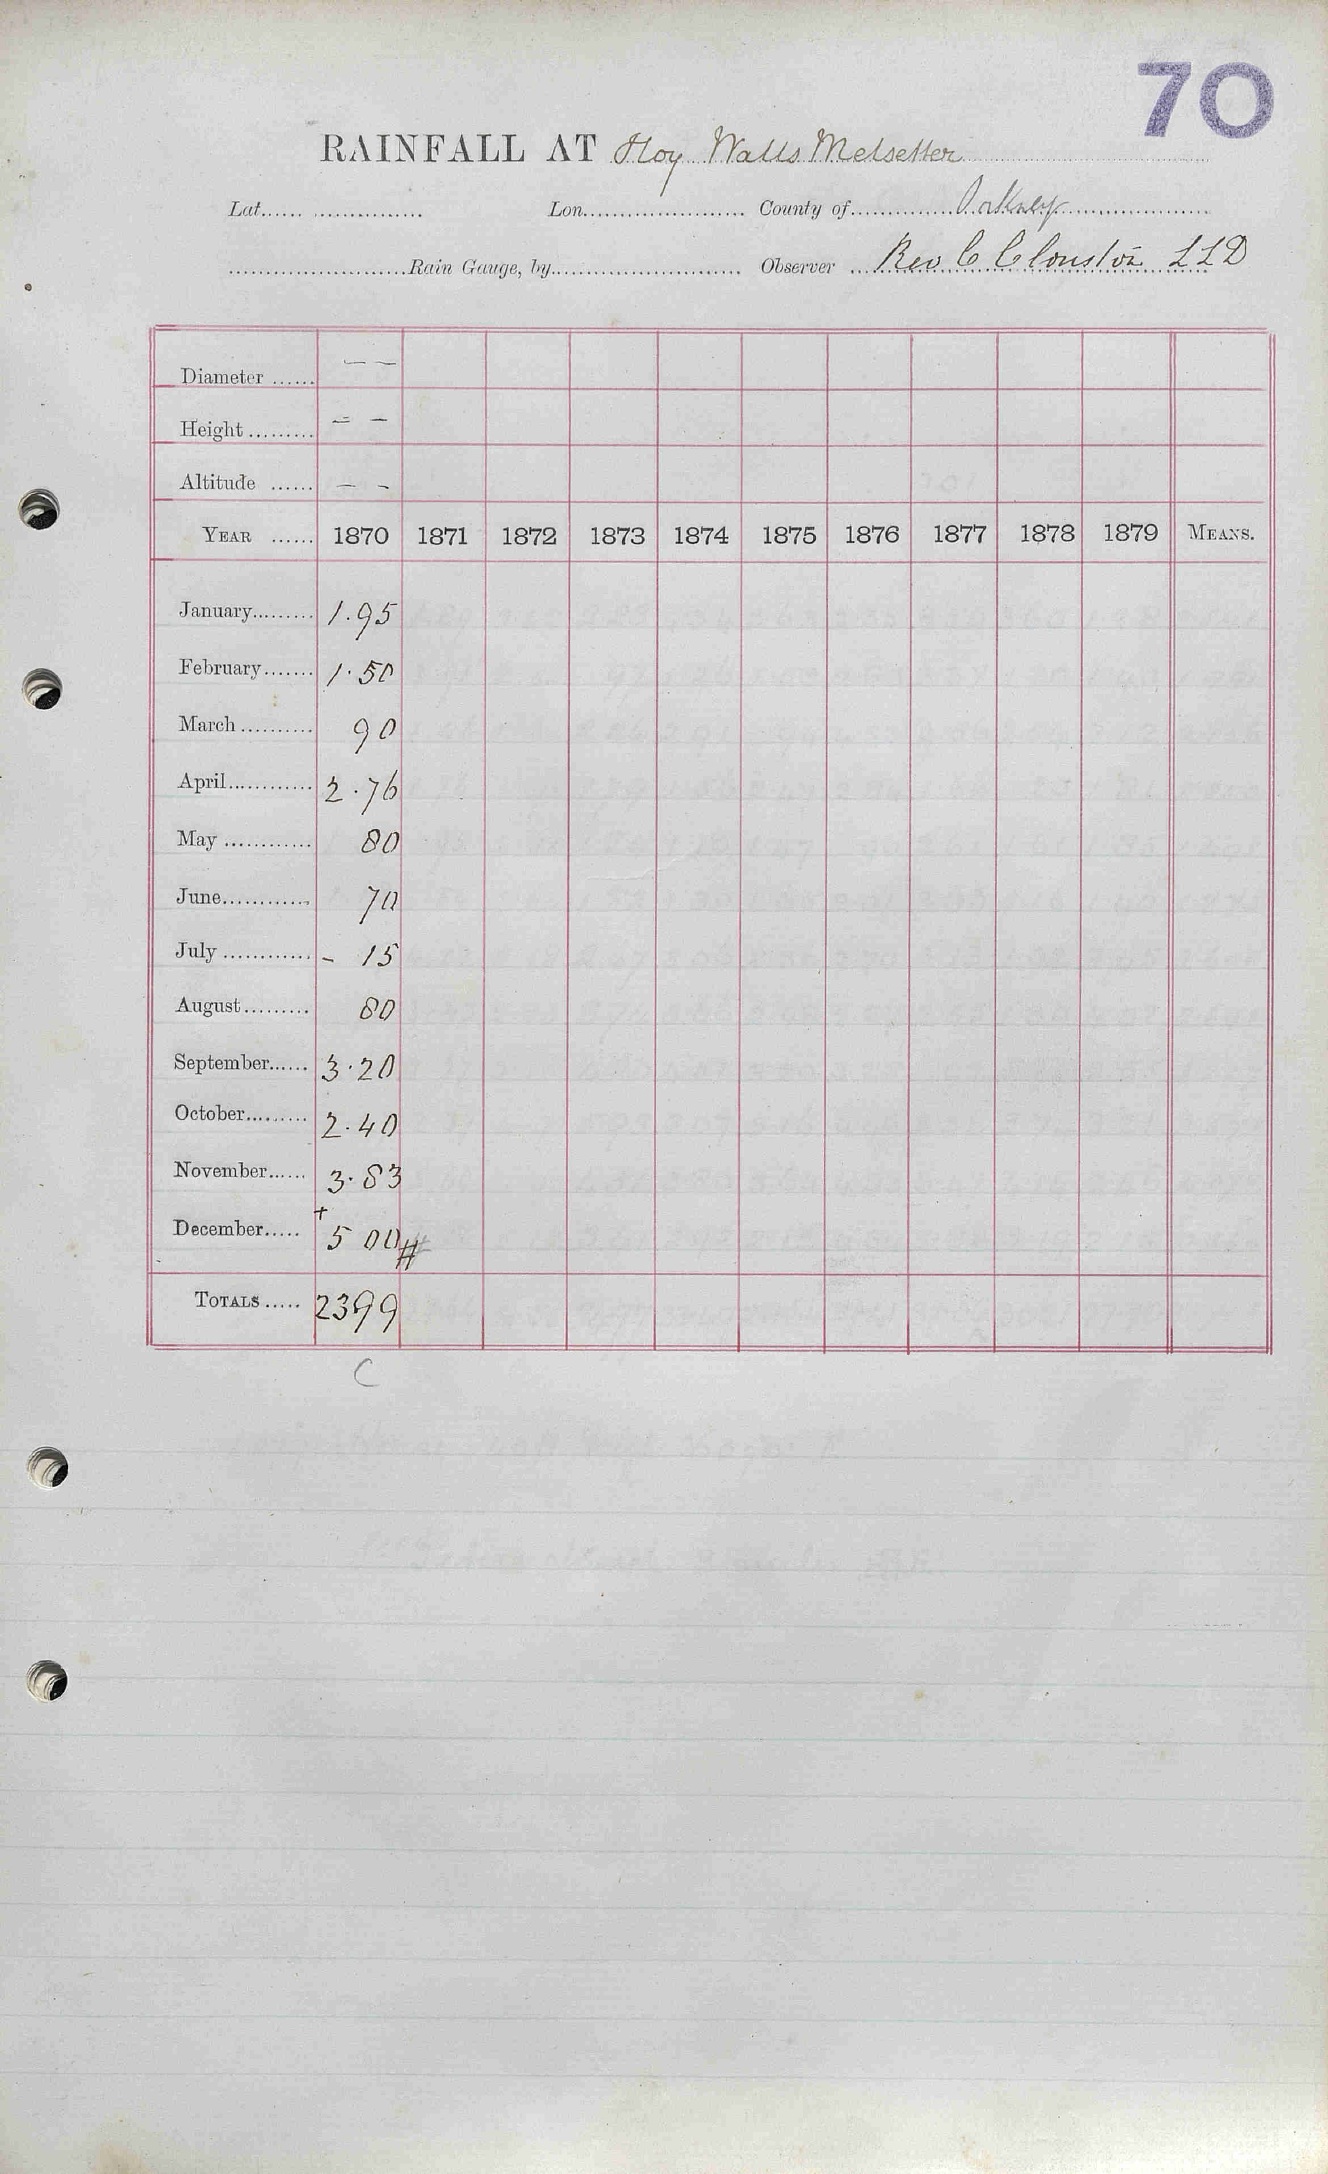 70
RAINFALL AT Hoy Walls Melsetter
Lat. Lon. County of Orkney
Rain Gauge, by Observer Rev C Clouston LLD
Diameter ...... — —
Height ......... — —
Altitude ...... — -
YEAR ...... 1870 1871 1872 1873 1874 1875 1876 1877 1878 1879 MEANS.
January......... 1.95
February....... 1.50
March .......... 90
April............ 2.76
May ............ 80
June............ 70
July ............ - 15
August......... 80
September...... 3.20
October......... 2.40
November...... 3.83
December..... + 5 00 #
TOTALS..... 2399
C